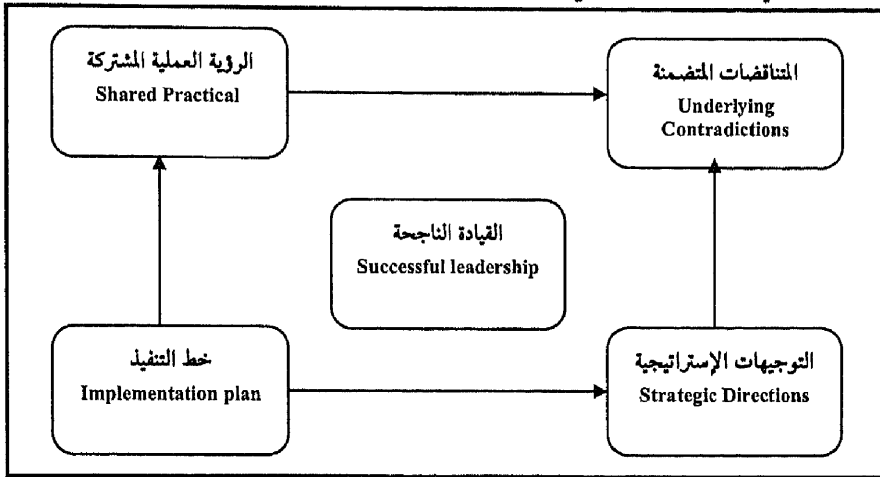 الرؤية العملية المشتركة
Shared Practical
المتناقضات المتضمنة
Underlying
Contradictions
القيادة الناجحة
Successful leadership
خط التنفيذ
Implementation plan
التوجيهات الإستراتيجية
Strategic Directions